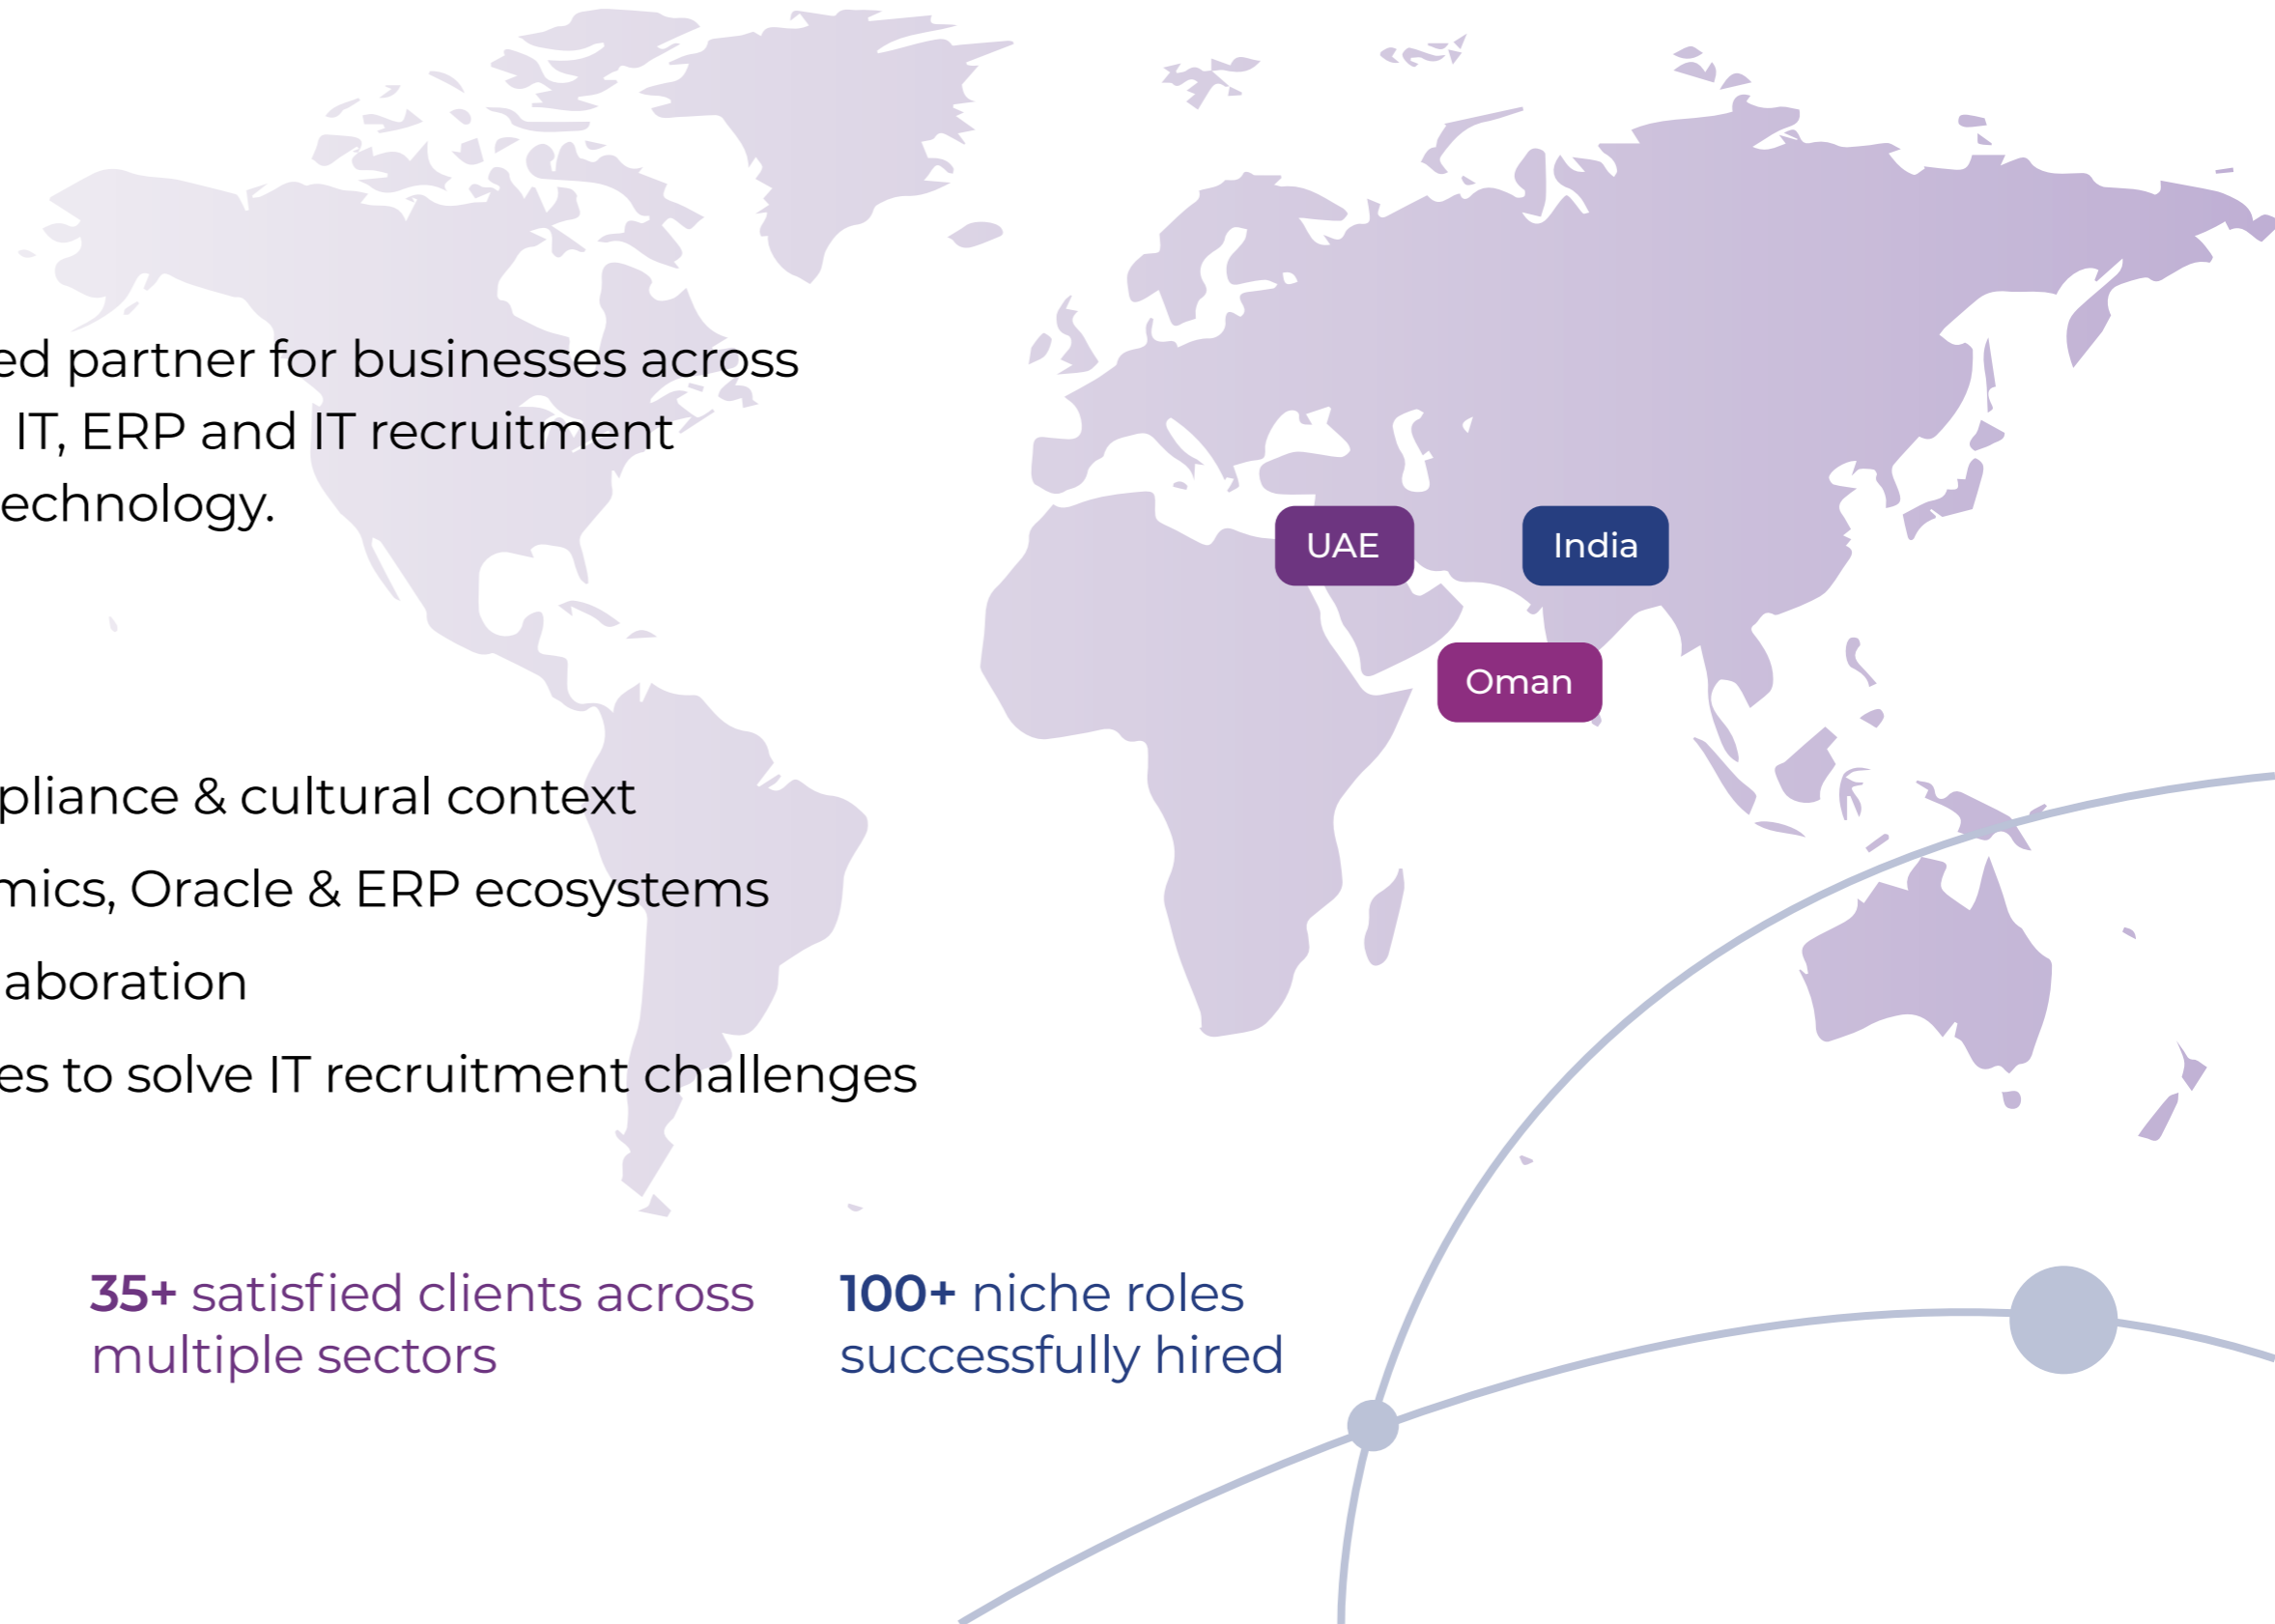 ed partner for businesses across
IT, ERP and IT recruitment
echnology.
UAE
India
Oman
pliance & cultural context
mics, Oracle & ERP ecosystems
aboration
es to solve IT recruitment challenges
35+ satisfied clients across
multiple sectors
100+ niche roles
successfully hired